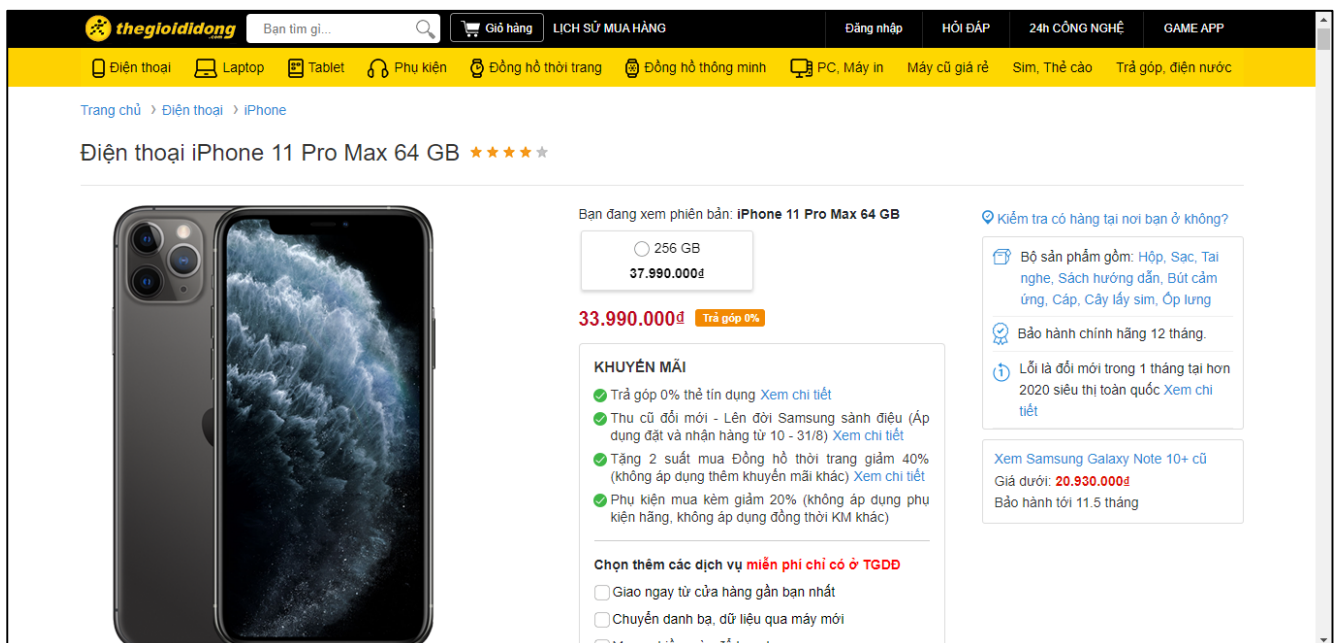 thegioididong
.com
Bạn tìm gì...
Giỏ hàng
LỊCH SỬ MUA HÀNG
Đăng nhập
HỎI ĐÁP
24h CÔNG NGHỆ
GAME APP
Điện thoại
Laptop
Tablet
Phụ kiện
Đồng hồ thời trang
Đồng hồ thông minh
PC, Máy in
Máy cũ giá rẻ
Sim, Thẻ cào
Trả góp, điện nước
Trang chủ › Điện thoại › iPhone
Điện thoại iPhone 11 Pro Max 64 GB
Bạn đang xem phiên bản: iPhone 11 Pro Max 64 GB
256 GB
37.990.000₫
33.990.000₫ Trả góp 0%
KHUYẾN MÃI
Trả góp 0% thẻ tín dụng Xem chi tiết
Thu cũ đổi mới - Lên đời Samsung sành điệu (Áp
dụng đặt và nhận hàng từ 10 - 31/8) Xem chi tiết
Tặng 2 suất mua Đồng hồ thời trang giảm 40%
(không áp dụng thêm khuyến mãi khác) Xem chi tiết
Phụ kiện mua kèm giảm 20% (không áp dụng phụ
kiện hãng, không áp dụng đồng thời KM khác)
Chọn thêm các dịch vụ miễn phí chỉ có ở TGDĐ
Giao ngay từ cửa hàng gần bạn nhất
Chuyển danh bạ, dữ liệu qua máy mới
Kiểm tra có hàng tại nơi bạn ở không?
Bộ sản phẩm gồm: Hộp, Sạc, Tai
nghe, Sách hướng dẫn, Bút cảm
ứng, Cáp, Cây lấy sim, Ốp lưng
Bảo hành chính hãng 12 tháng.
Lỗi là đổi mới trong 1 tháng tại hơn
2020 siêu thị toàn quốc Xem chi
tiết
Xem Samsung Galaxy Note 10+ cũ
Giá dưới: 20.930.000₫
Bảo hành tới 11.5 tháng